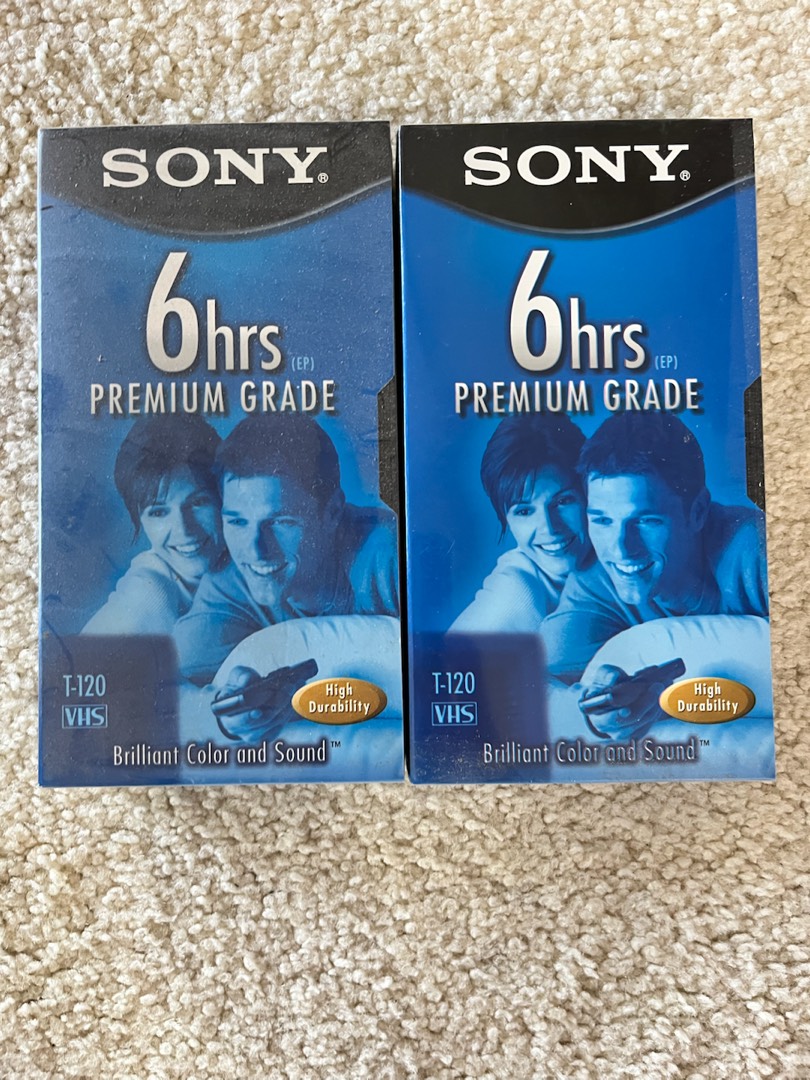 SONY®
6hrs (EP)
PREMIUM GRADE
T-120
VHS
High
Durability
Brilliant Color and Sound™
SONY®
6hrs (EP)
PREMIUM GRADE
T-120
VHS
High
Durability
Brilliant Color and Sound™